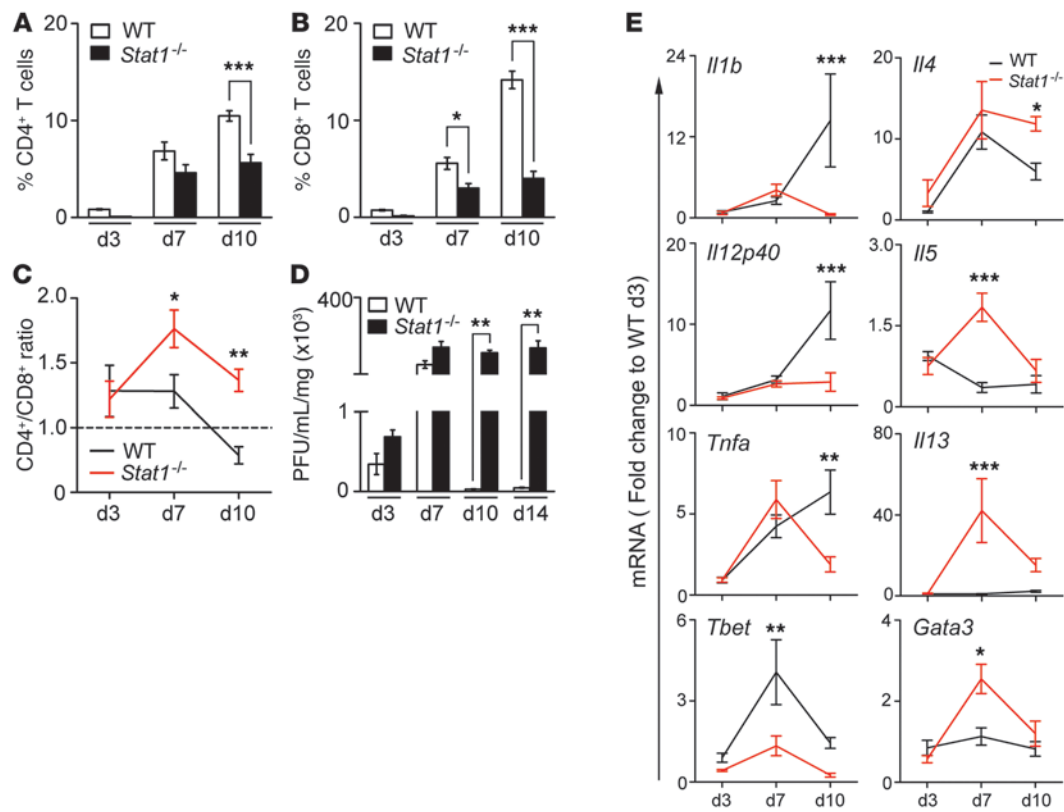 A
% CD4⁺ T cells
20
10
0
WT
Stat1⁻/⁻
***
d3 d7 d10
B
% CD8⁺ T cells
20
10
0
WT
Stat1⁻/⁻
*
***
d3 d7 d10
C
CD4⁺/CD8⁺ ratio
2.0
1.5
1.0
0.5
0
*
**
WT
Stat1⁻/⁻
d3 d7 d10
D
PFU/mL/mg (x10³)
400
1
0
WT
Stat1⁻/⁻
**
**
d3 d7 d10 d14
E
mRNA ( Fold change to WT d3)
Il1b
24
12
0
***
Il4
20
10
0
WT
Stat1⁻/⁻
*
Il12p40
20
10
0
***
Il5
3.0
1.5
0
***
Tnfa
10
5
0
**
Il13
80
40
0
***
Tbet
6
3
0
**
d3 d7 d10
Gata3
4
2
0
*
d3 d7 d10